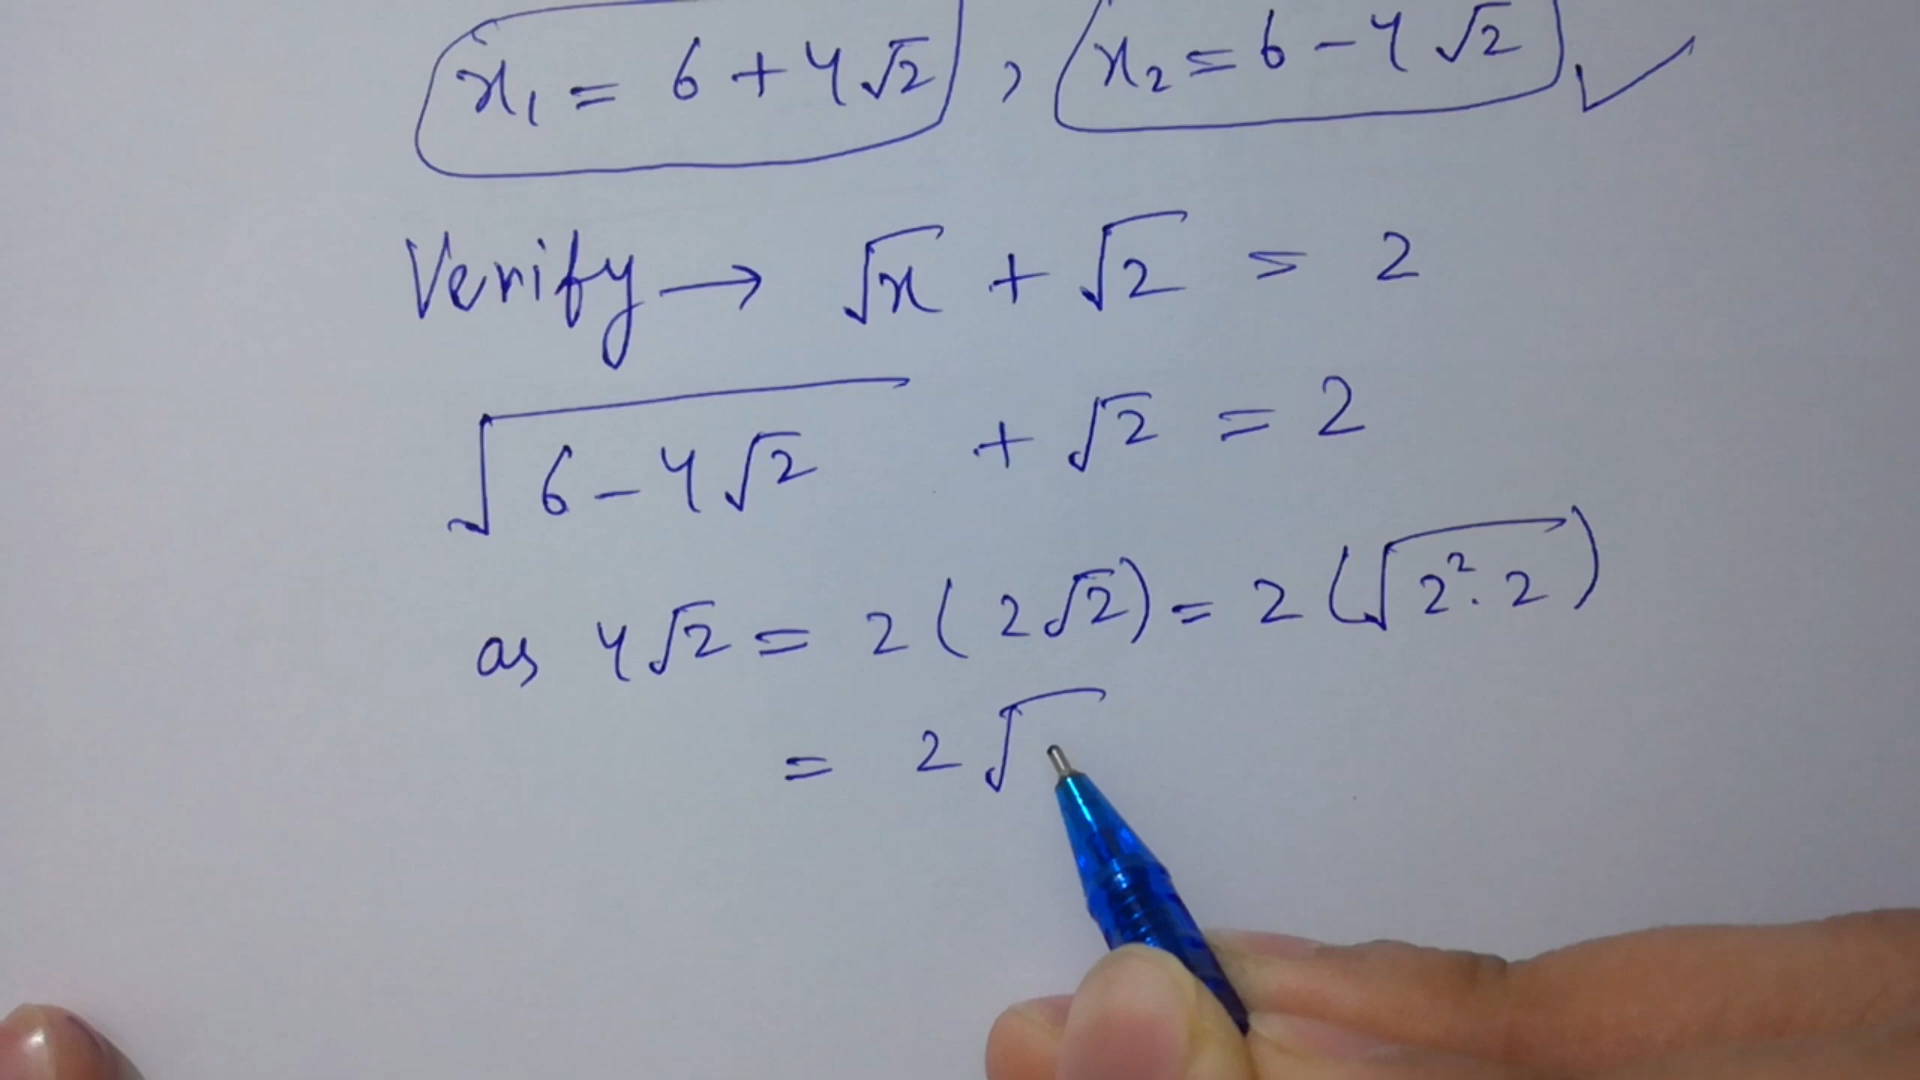 x₁ = 6 + 4√2 , x₂ = 6 - 4√2 ✓
Verify → √x + √2 = 2
√(6 - 4√2) + √2 = 2
as 4√2 = 2(2√2) = 2(√(2².2))
= 2√